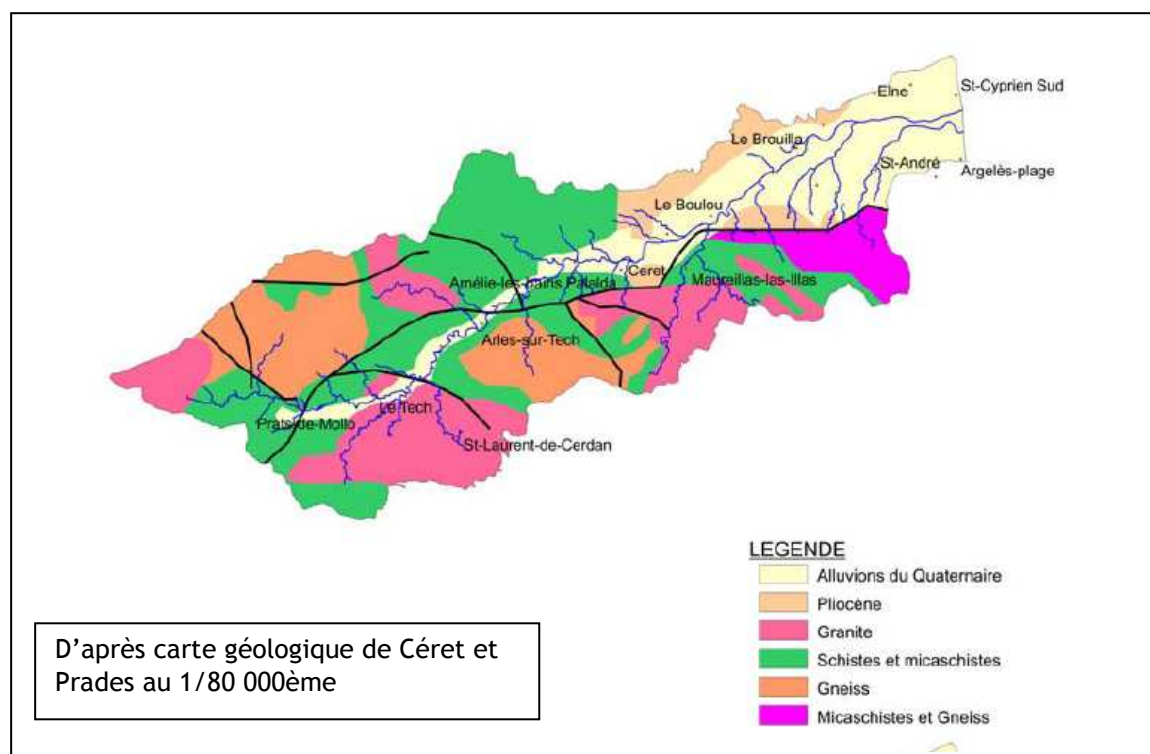 St-Cyprien Sud
Elne
Le Brouilla
St-André
Argelès-plage
Le Boulou
Ceret
Amélie-les-bains Palalda
Maureillas-las-Illas
Arles-sur-Tech
Le Tech
Prats-de-Mollo
St-Laurent-de-Cerdan
LEGENDE
Alluvions du Quaternaire
Pliocène
Granite
Schistes et micaschistes
Gneiss
Micaschistes et Gneiss
D'après carte géologique de Céret et
Prades au 1/80 000ème